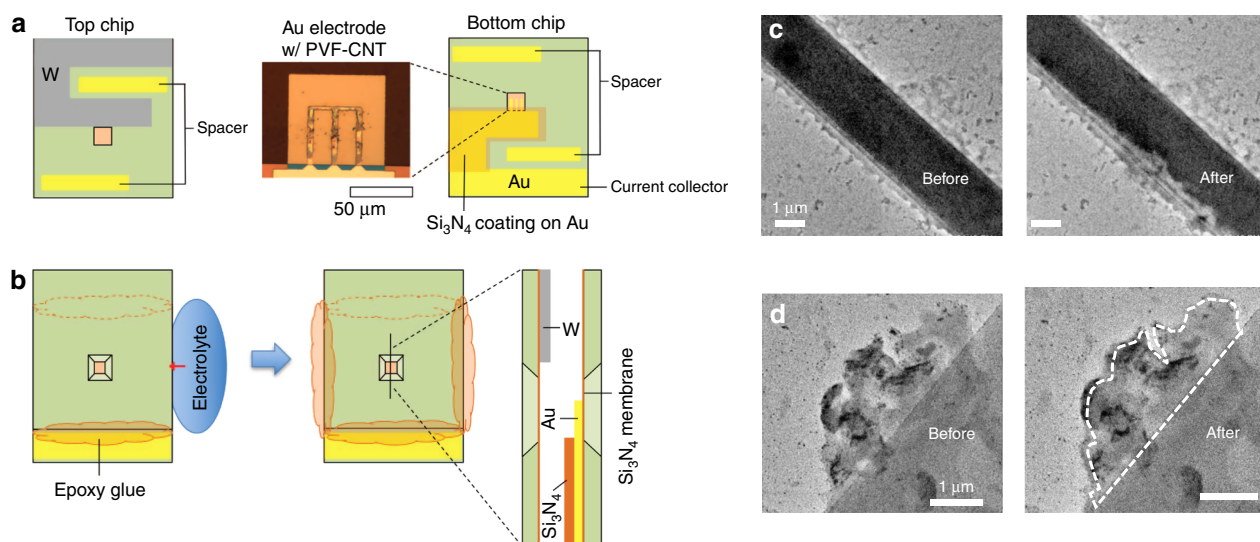 a
Top chip
W
Spacer
Au electrode
w/ PVF-CNT
50 μm
Bottom chip
Spacer
Au
Current collector
Si₃N₄ coating on Au
b
Electrolyte
Epoxy glue
W
Au
Si₃N₄
Si₃N₄ membrane
c
Before
1 μm
After
d
Before
1 μm
After